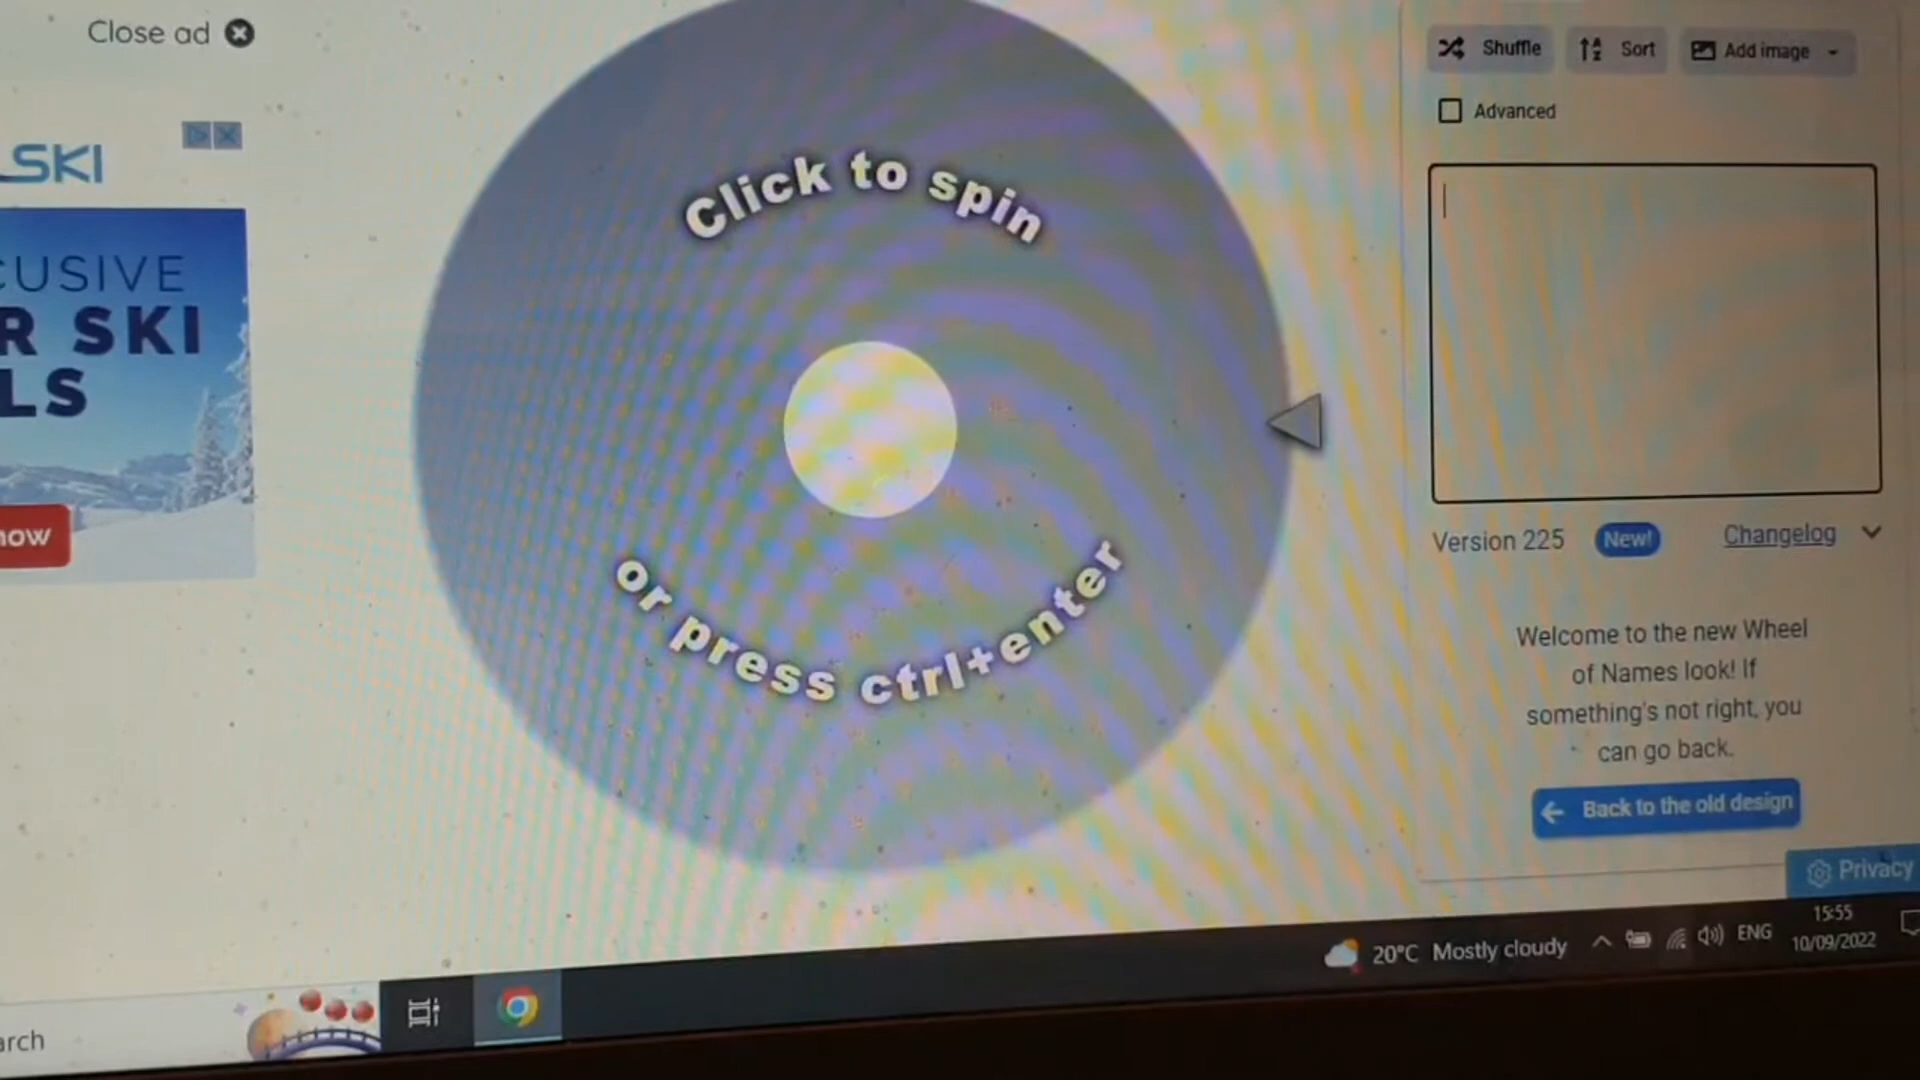 Close ad
SKI
CUSIVE
R SKI
LS
now
Click to spin
or press ctrl+enter
Shuffle
Sort
Add image
Advanced
Version 225
New!
Changelog
Welcome to the new Wheel
of Names look! If
something's not right, you
can go back.
Back to the old design
Privacy
20°C Mostly cloudy
ENG
15:55
10/09/2022
arch